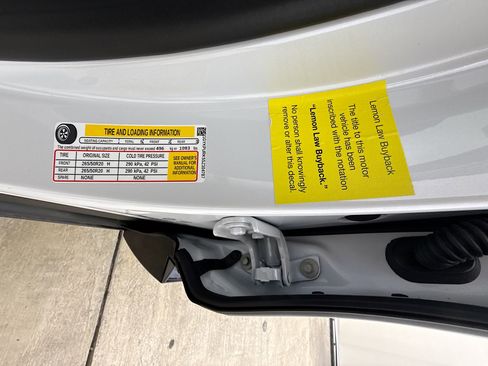 TIRE AND LOADING INFORMATION
SEATING CAPACITY TOTAL FRONT REAR
The combined weight of occupants and cargo must never exceed 496 kg or 1093 lb
TIRE ORIGINAL SIZE COLD TIRE PRESSURE
FRONT 265/50R20 H 290 kPa, 42 PSI
REAR 265/50R20 H 290 kPa, 42 PSI
SPARE NONE NONE
SEE OWNER'S
MANUAL FOR
ADDITIONAL
INFORMATION
Lemon Law Buyback
The title to this motor
vehicle has been
inscribed with the notation
"Lemon Law Buyback."
No person shall knowingly
remove or alter this decal.